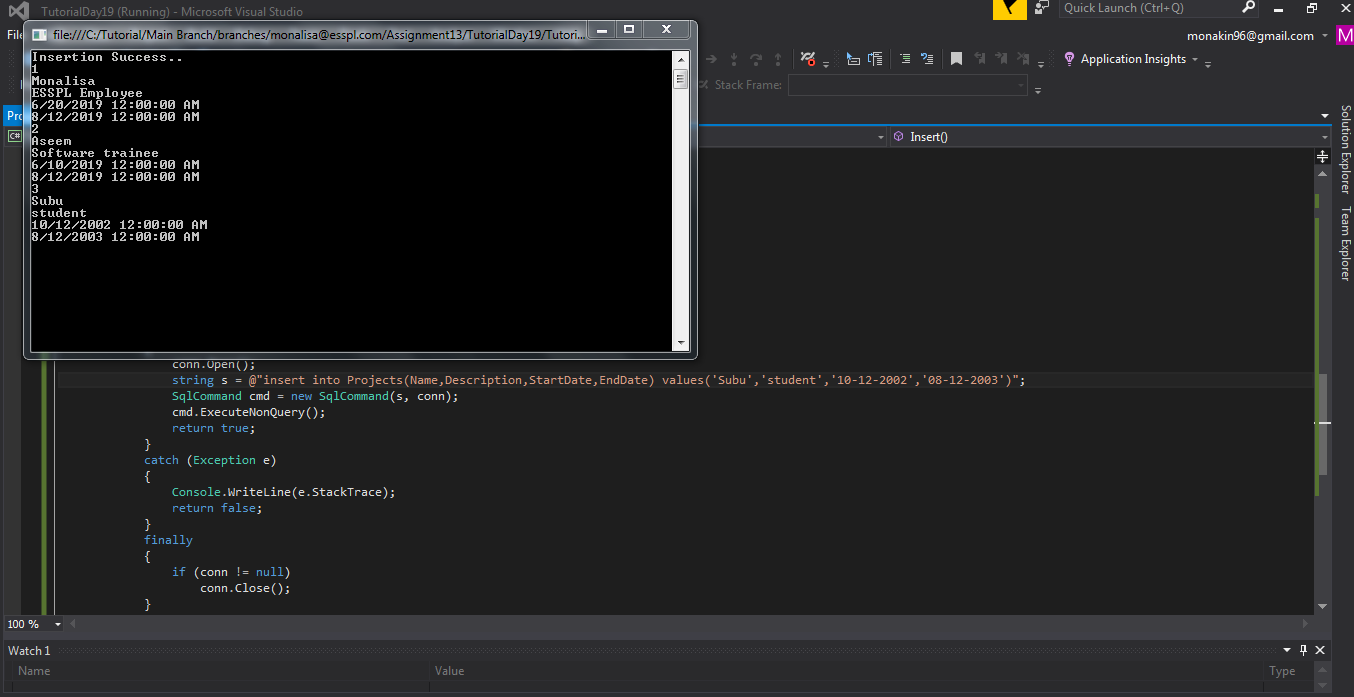 TutorialDay19 (Running) - Microsoft Visual Studio
Quick Launch (Ctrl+Q)
file:///C:/Tutorial/Main Branch/branches/monalisa@esspl.com/Assignment13/TutorialDay19/Tutori...
monakin96@gmail.com
M
Insertion Success..
1
Monalisa
ESSPL Employee
6/20/2019 12:00:00 AM
8/12/2019 12:00:00 AM
2
Aseem
Software trainee
6/10/2019 12:00:00 AM
8/12/2019 12:00:00 AM
3
Subu
student
10/12/2002 12:00:00 AM
8/12/2003 12:00:00 AM
Application Insights
Stack Frame:
C#
Insert()
Solution Explorer
Team Explorer
conn.Open();
string s = @"insert into Projects(Name,Description,StartDate,EndDate) values('Subu','student','10-12-2002','08-12-2003')";
SqlCommand cmd = new SqlCommand(s, conn);
cmd.ExecuteNonQuery();
return true;
}
catch (Exception e)
{
Console.WriteLine(e.StackTrace);
return false;
}
finally
{
if (conn != null)
conn.Close();
}
100 %
Watch 1
Name Value Type